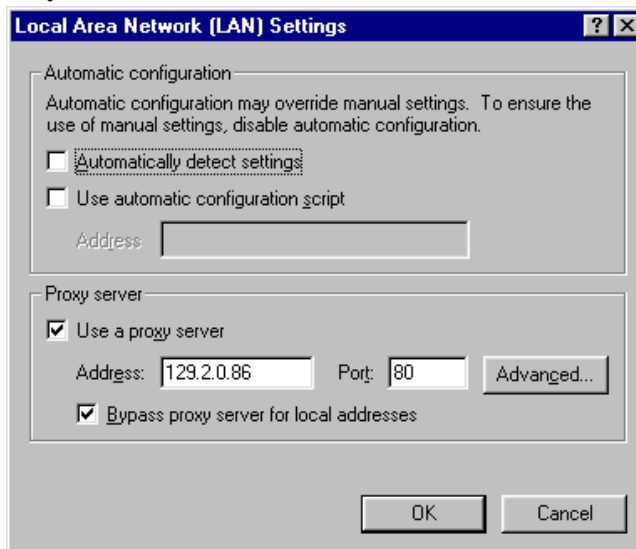 Local Area Network (LAN) Settings
Automatic configuration
Automatic configuration may override manual settings. To ensure the
use of manual settings, disable automatic configuration.
Automatically detect settings
Use automatic configuration script
Address
Proxy server
Use a proxy server
Address: 129.2.0.86 Port: 80 Advanced...
Bypass proxy server for local addresses
OK Cancel